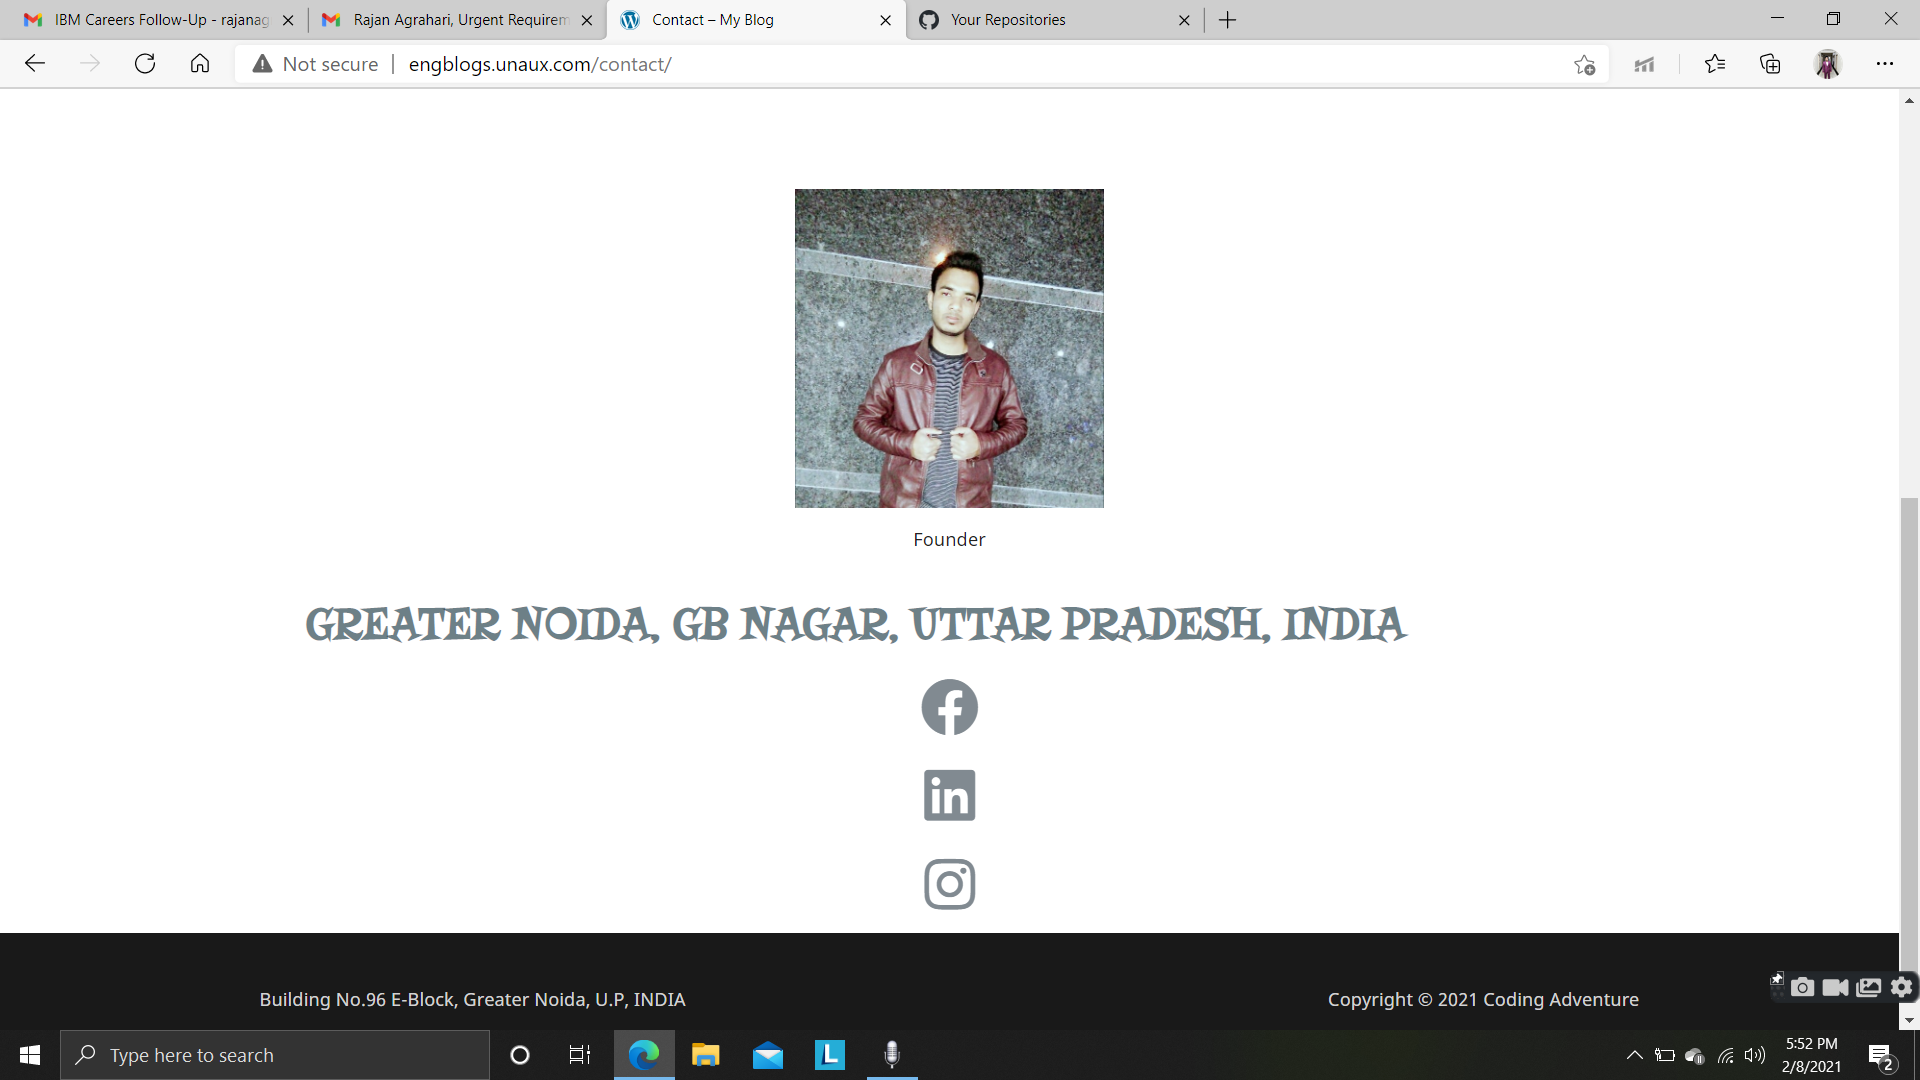 IBM Careers Follow-Up - rajanag
Rajan Agrahari, Urgent Requirem
Contact – My Blog
Your Repositories
Not secure | engblogs.unaux.com/contact/
Founder
GREATER NOIDA, GB NAGAR, UTTAR PRADESH, INDIA
in
Building No.96 E-Block, Greater Noida, U.P, INDIA
Copyright © 2021 Coding Adventure
Type here to search
L
5:52 PM
2/8/2021
2